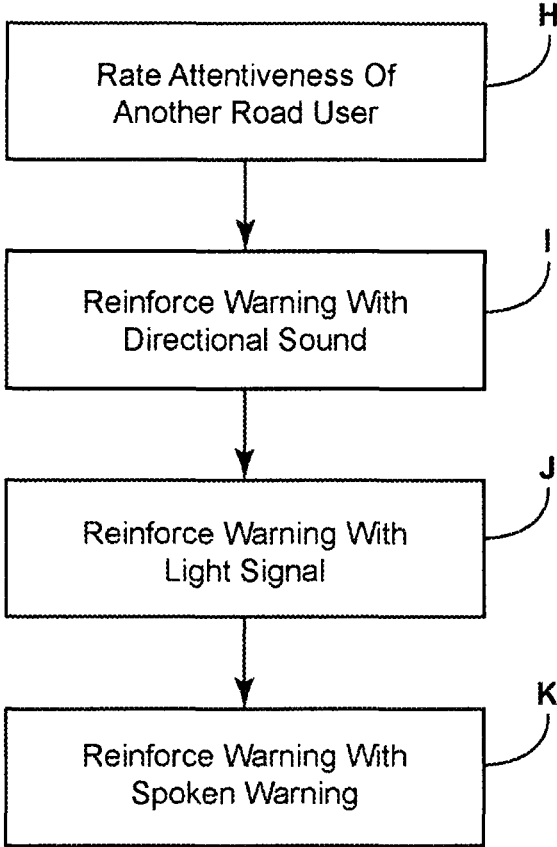 H
Rate Attentiveness Of
Another Road User
I
Reinforce Warning With
Directional Sound
J
Reinforce Warning With
Light Signal
K
Reinforce Warning With
Spoken Warning